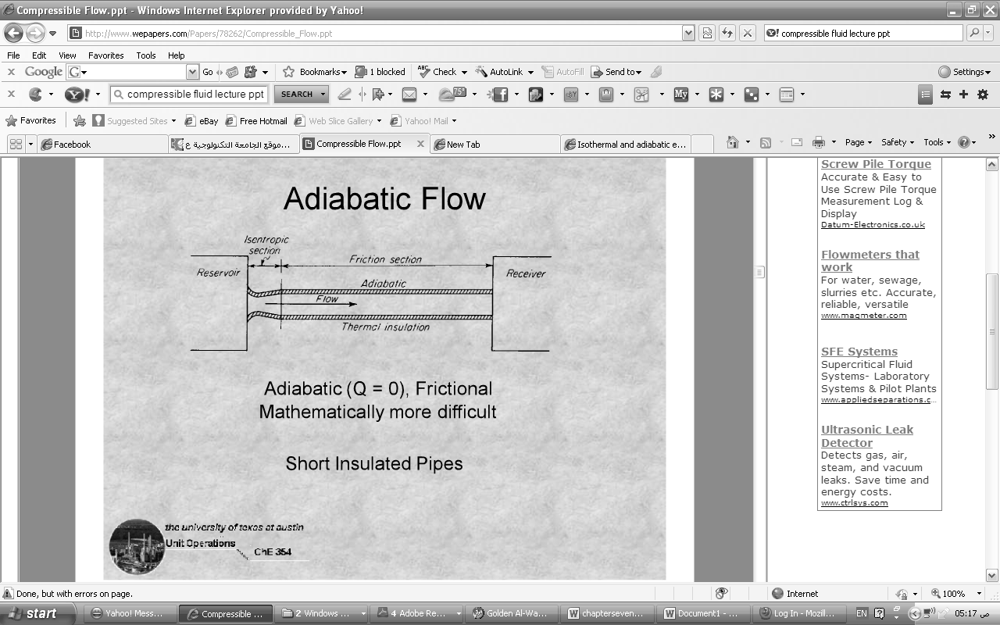 Compressible Flow.ppt - Windows Internet Explorer provided by Yahoo!
http://www.wepapers.com/Papers/78262/Compressible_Flow.ppt
compressible fluid lecture ppt
File Edit View Favorites Tools Help
Google Go Bookmarks 1 blocked Check AutoLink AutoFill Send to Settings
compressible fluid lecture ppt SEARCH 75° My
Favorites Suggested Sites eBay Free Hotmail Web Slice Gallery Yahoo! Mail
Facebook موقع الجامعة التكنولوجية ع... Compressible Flow.ppt New Tab Isothermal and adiabatic e... Page Safety Tools
Adiabatic Flow
Isentropic
section
Friction section
Reservoir
Receiver
Adiabatic
Flow
Thermal insulation
Adiabatic (Q = 0), Frictional
Mathematically more difficult
Short Insulated Pipes
the university of texas at austin
Unit Operations
ChE 354
Screw Pile Torque
Accurate & Easy to
Use Screw Pile Torque
Measurement Log &
Display
Datum-Electronics.co.uk
Flowmeters that
work
For water, sewage,
slurries etc. Accurate,
reliable, versatile
www.magmeter.com
SFE Systems
Supercritical Fluid
Systems- Laboratory
Systems & Pilot Plants
www.appliedseparations.c...
Ultrasonic Leak
Detector
Detects gas, air,
steam, and vacuum
leaks. Save time and
energy costs.
www.ctrlsys.com
Done, but with errors on page. Internet 100%
start Yahoo! Mess... Compressible ... 2 Windows ... 4 Adobe Re... Golden Al-Wa... chapterseven... Document1 - ... Log In - Mozill... EN 05:17 ص